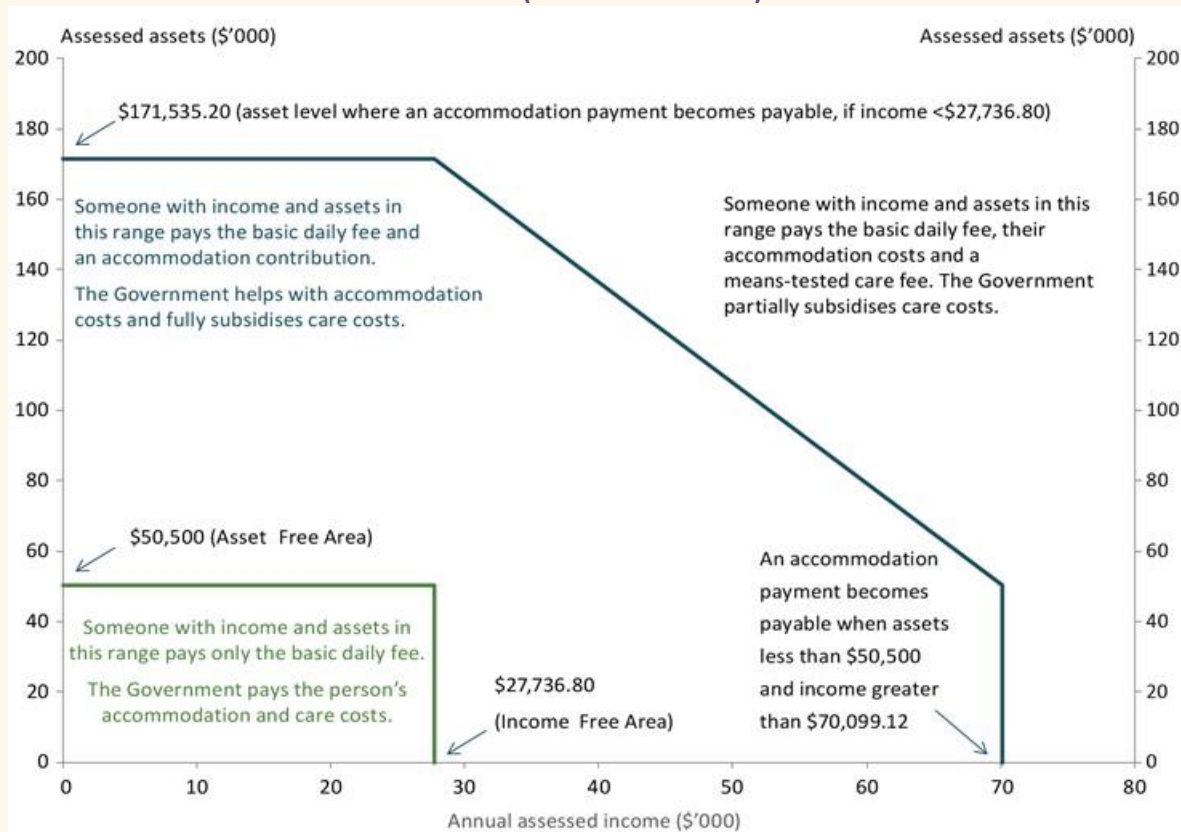 Assessed assets ($'000)
Assessed assets ($'000)
200
180
160
140
120
100
80
60
40
20
0
200
180
160
140
120
100
80
60
40
20
0
$171,535.20 (asset level where an accommodation payment becomes payable, if income <$27,736.80)
Someone with income and assets in
this range pays the basic daily fee and
an accommodation contribution.
The Government helps with accommodation
costs and fully subsidises care costs.
Someone with income and assets in this
range pays the basic daily fee, their
accommodation costs and a
means-tested care fee. The Government
partially subsidises care costs.
$50,500 (Asset Free Area)
Someone with income and assets in
this range pays only the basic daily fee.
The Government pays the person's
accommodation and care costs.
$27,736.80
(Income Free Area)
An accommodation
payment becomes
payable when assets
less than $50,500
and income greater
than $70,099.12
0 10 20 30 40 50 60 70 80
Annual assessed income ($'000)